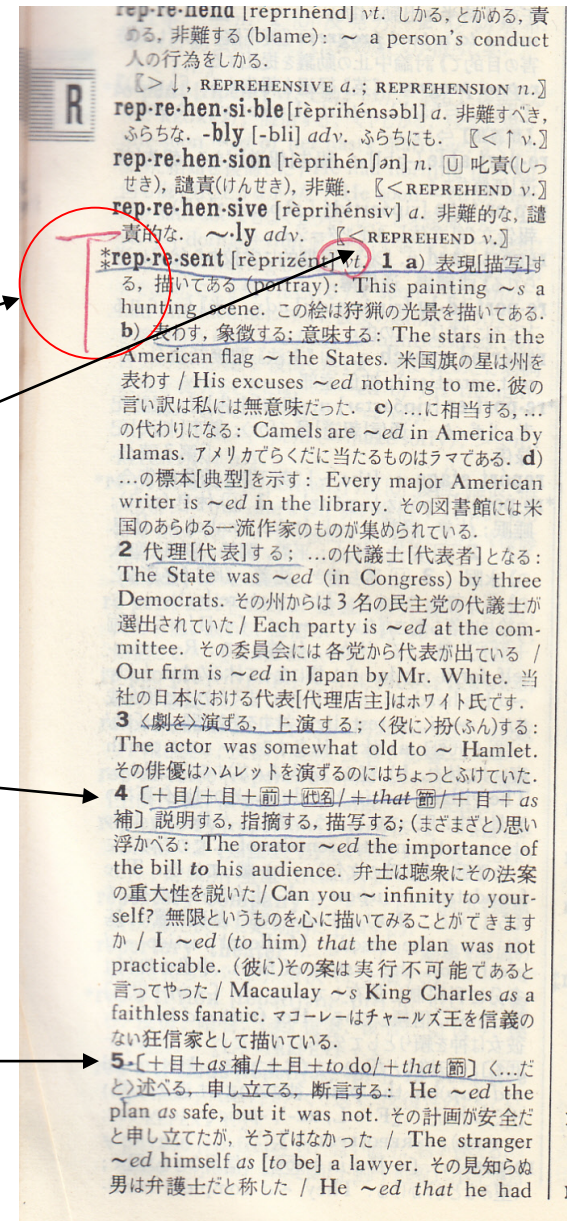 rep·re·hend [rèprihénd] vt. しかる, とがめる, 責
める, 非難する (blame): ~ a person's conduct
人の行為をしかる.
〖>↓, REPREHENSIVE a.; REPREHENSION n.〗
R
rep·re·hen·si·ble [rèprihénsəbl] a. 非難すべき,
ふらちな. -bly [-bli] adv. ふらちにも. 〖<↑v.〗
rep·re·hen·sion [rèprihénʃən] n. Ⓤ 叱責(しっ
せき), 譴責(けんせき), 非難. 〖<REPREHEND v.〗
rep·re·hen·sive [rèprihénsiv] a. 非難的な, 譴
責的な. ~·ly adv. 〖<REPREHEND v.〗
T
⁑rep·re·sent [rèprizént] vt. 1 a) 表現[描写]す
る, 描いてある (portray): This painting ~s a
hunting scene. この絵は狩猟の光景を描いてある.
b) 表わす, 象徴する; 意味する: The stars in the
American flag ~ the States. 米国旗の星は州を
表わす / His excuses ~ed nothing to me. 彼の
言い訳は私には無意味だった. c) …に相当する, …
の代わりになる: Camels are ~ed in America by
llamas. アメリカでらくだに当たるものはラマである. d)
…の標本[典型]を示す: Every major American
writer is ~ed in the library. その図書館には米
国のあらゆる一流作家のものが集められている.
2 代理[代表]する; …の代議士[代表者]となる:
The State was ~ed (in Congress) by three
Democrats. その州からは3名の民主党の代議士が
選出されていた / Each party is ~ed at the com-
mittee. その委員会には各党から代表が出ている /
Our firm is ~ed in Japan by Mr. White. 当
社の日本における代表[代理店主]はホワイト氏です.
3 〈劇を〉演ずる, 上演する; 〈役に〉扮(ふん)する:
The actor was somewhat old to ~ Hamlet.
その俳優はハムレットを演ずるのにはちょっとふけていた.
4 〔+目/+目+前+代名/+that 節/+目+as
補〕 説明する, 指摘する, 描写する; (まざまざと)思い
浮かべる: The orator ~ed the importance of
the bill to his audience. 弁士は聴衆にその法案
の重大性を説いた / Can you ~ infinity to your-
self? 無限というものを心に描いてみることができます
か / I ~ed (to him) that the plan was not
practicable. (彼に)その案は実行不可能であると
言ってやった / Macaulay ~s King Charles as a
faithless fanatic. マコーレーはチャールズ王を信義の
ない狂信家として描いている.
5 〔+目+as 補/+目+to do/+that 節〕 〈…だ
と〉述べる, 申し立てる, 断言する: He ~ed the
plan as safe, but it was not. その計画が安全だ
と申し立てたが, そうではなかった / The stranger
~ed himself as [to be] a lawyer. その見知らぬ
男は弁護士だと称した / He ~ed that he had